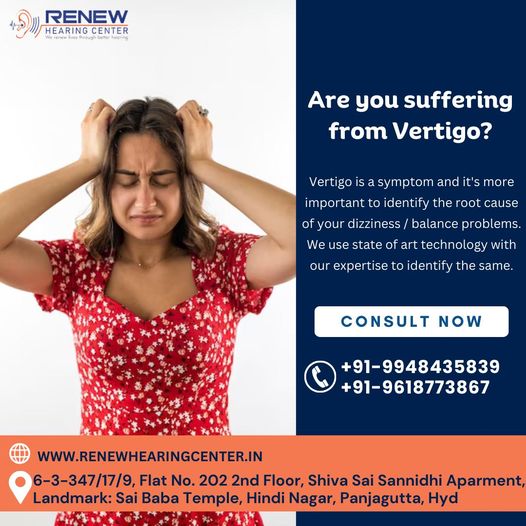 RENEW
HEARING CENTER
We renew lives through better hearing
Are you suffering
from Vertigo?
Vertigo is a symptom and it's more
important to identify the root cause
of your dizziness / balance problems.
We use state of art technology with
our expertise to identify the same.
CONSULT NOW
+91-9948435839
+91-9618773867
WWW.RENEWHEARINGCENTER.IN
6-3-347/17/9, Flat No. 202 2nd Floor, Shiva Sai Sannidhi Aparment,
Landmark: Sai Baba Temple, Hindi Nagar, Panjagutta, Hyd